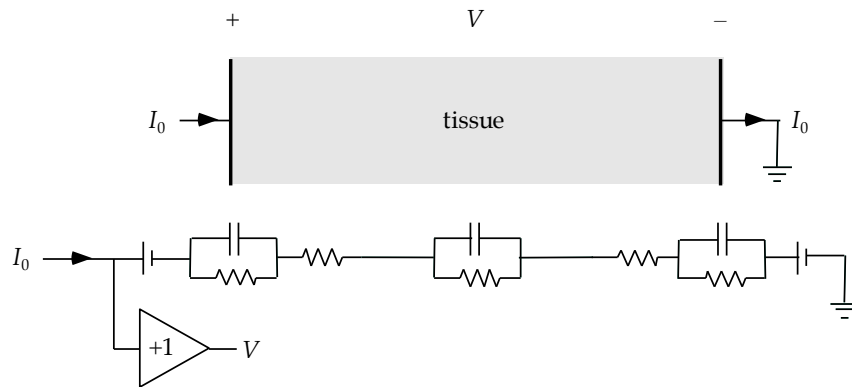 + V –
I₀ tissue I₀
I₀
+1 V